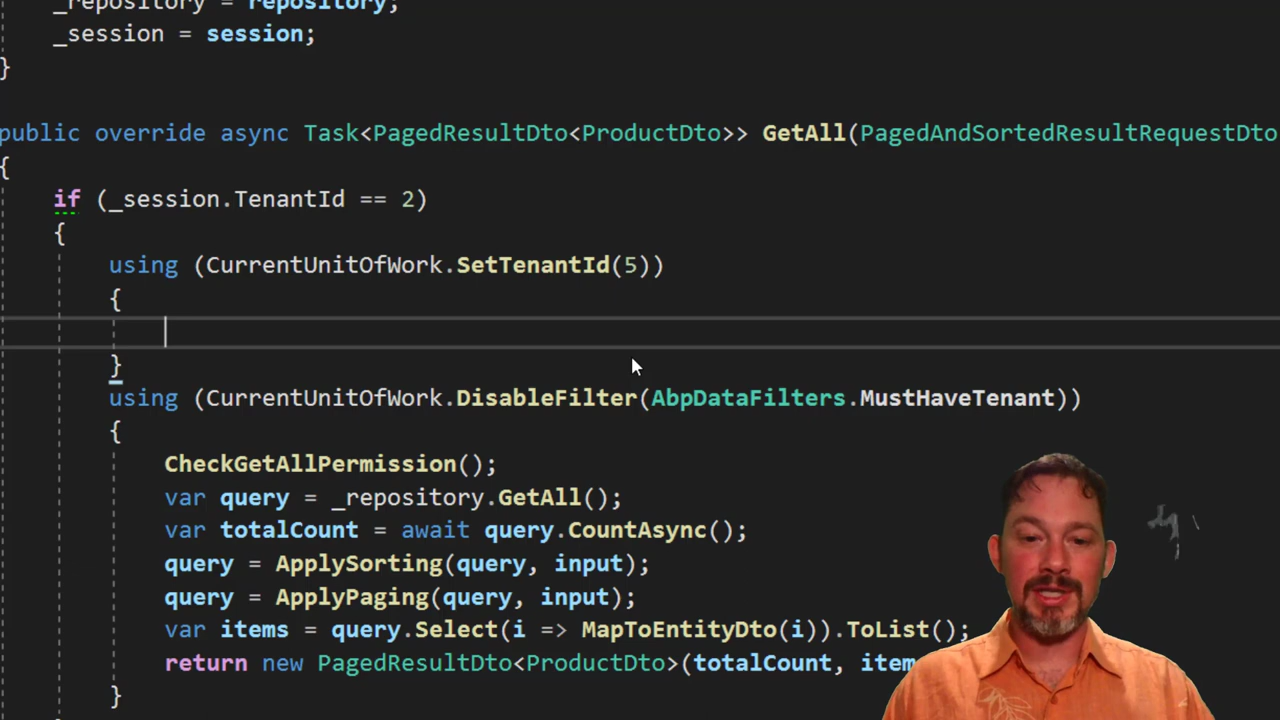 _repository = repository;
_session = session;
}
public override async Task<PagedResultDto<ProductDto>> GetAll(PagedAndSortedResultRequestDto
{
if (_session.TenantId == 2)
{
using (CurrentUnitOfWork.SetTenantId(5))
{
}
using (CurrentUnitOfWork.DisableFilter(AbpDataFilters.MustHaveTenant))
{
CheckGetAllPermission();
var query = _repository.GetAll();
var totalCount = await query.CountAsync();
query = ApplySorting(query, input);
query = ApplyPaging(query, input);
var items = query.Select(i => MapToEntityDto(i)).ToList();
return new PagedResultDto<ProductDto>(totalCount, item
}